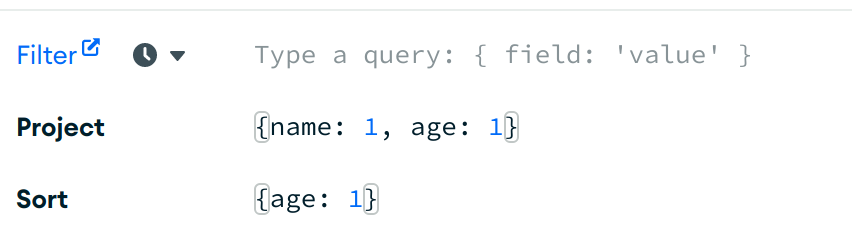 Filter Type a query: { field: 'value' }
Project {name: 1, age: 1}
Sort {age: 1}